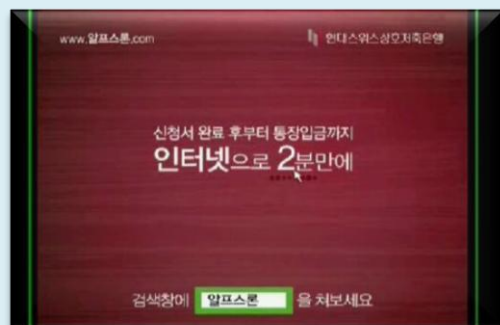 www.알프스론.com
현대스위스상호저축은행
신청서 완료 후부터 통장입금까지
인터넷으로 2분만에
검색창에 알프스론 을 쳐보세요